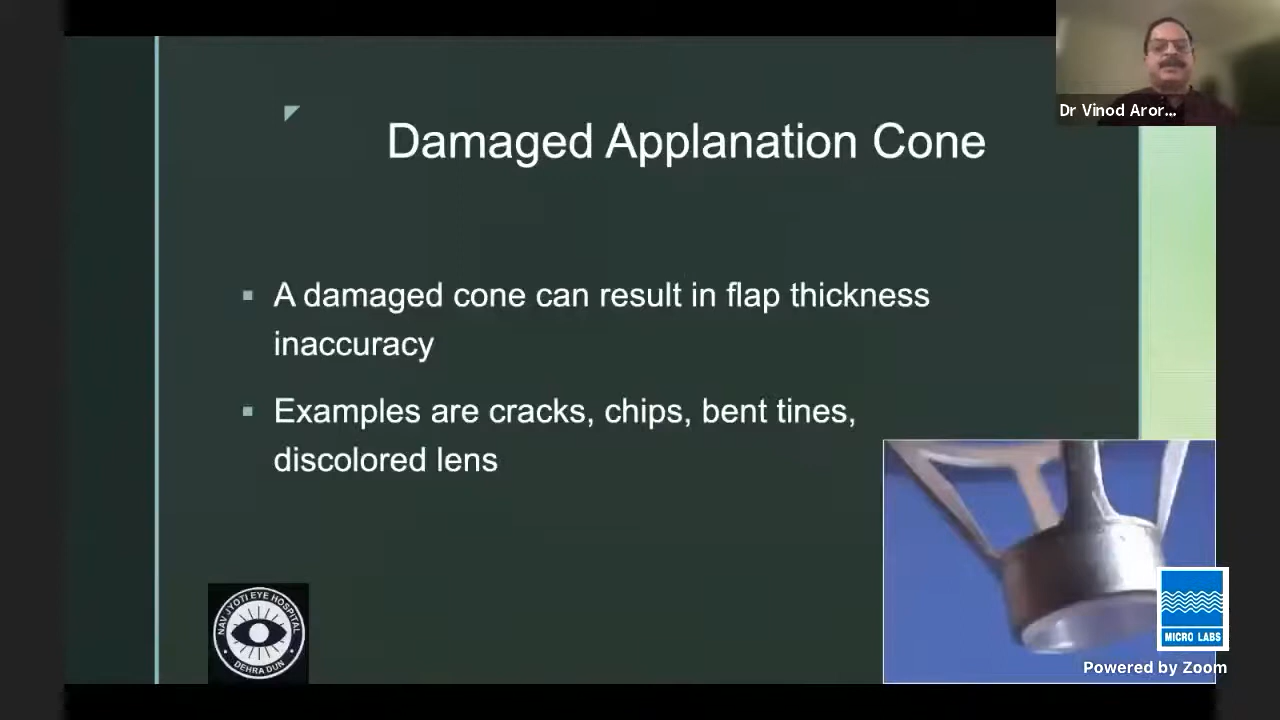 Dr Vinod Aror...
Damaged Applanation Cone
A damaged cone can result in flap thickness
inaccuracy
Examples are cracks, chips, bent tines,
discolored lens
NAV JYOTI EYE HOSPITAL
DEHRA DUN
MICRO LABS
Powered by Zoom